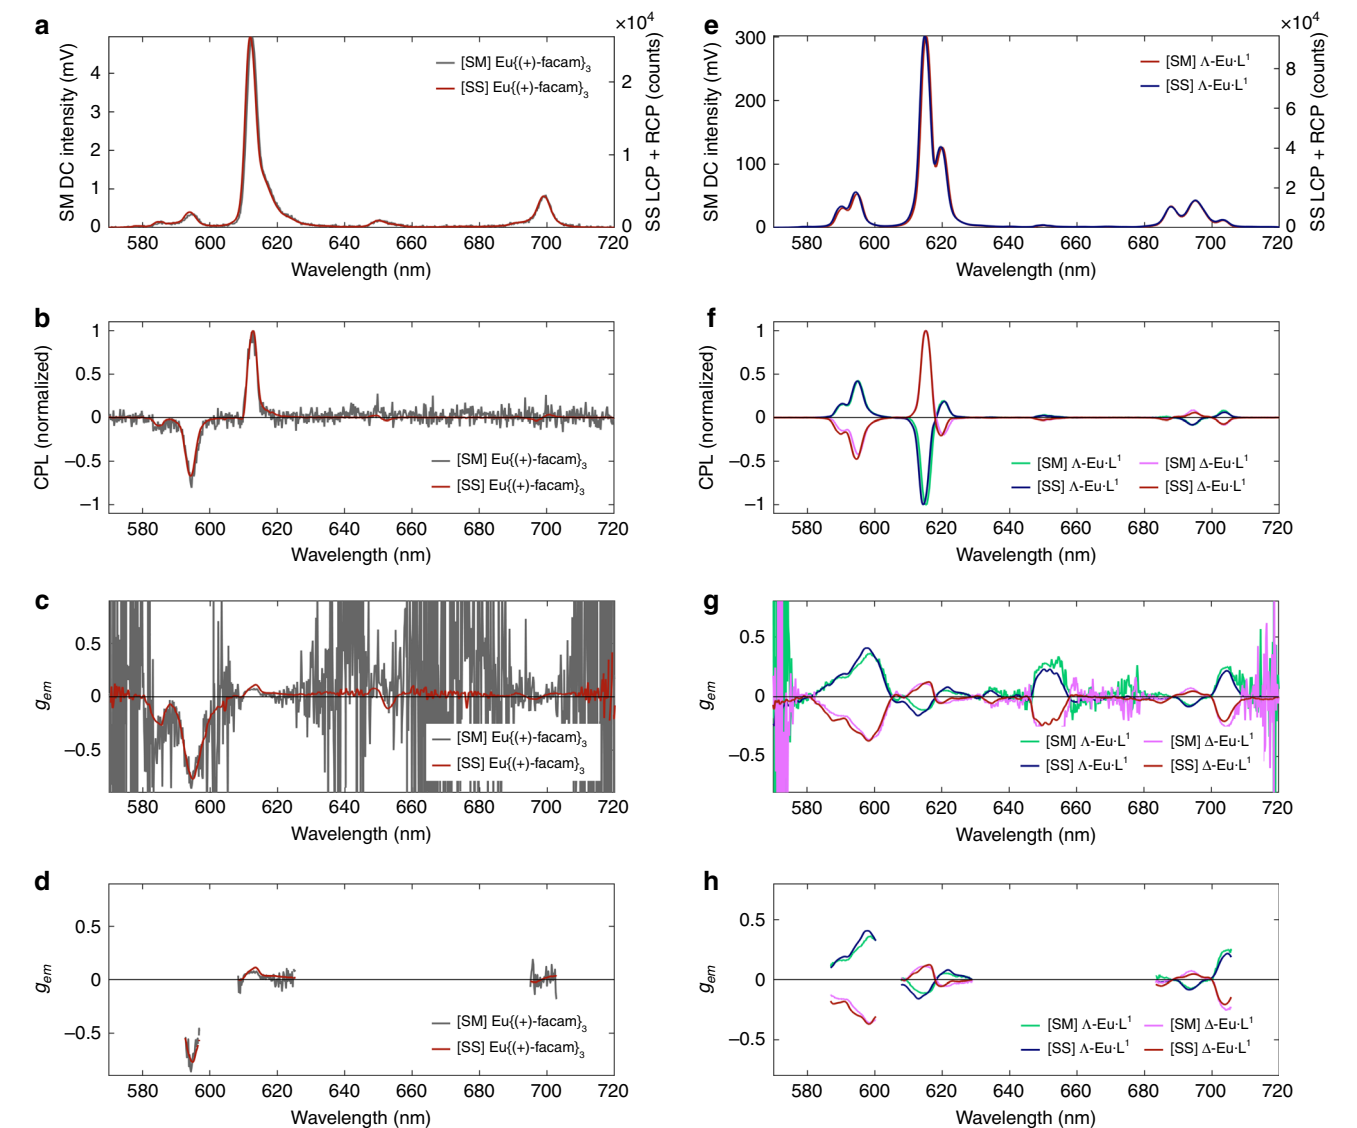 a
×10⁴
SM DC intensity (mV)
4
3
2
1
0
2
1
0
SS LCP + RCP (counts)
[SM] Eu{(+)-facam}₃
[SS] Eu{(+)-facam}₃
580 600 620 640 660 680 700 720
Wavelength (nm)
e
×10⁴
SM DC intensity (mV)
300
200
100
0
8
6
4
2
0
SS LCP + RCP (counts)
[SM] Λ-Eu·L¹
[SS] Λ-Eu·L¹
580 600 620 640 660 680 700 720
Wavelength (nm)
b
CPL (normalized)
1
0.5
0
−0.5
−1
[SM] Eu{(+)-facam}₃
[SS] Eu{(+)-facam}₃
580 600 620 640 660 680 700 720
Wavelength (nm)
f
CPL (normalized)
1
0.5
0
−0.5
−1
[SM] Λ-Eu·L¹ [SM] Δ-Eu·L¹
[SS] Λ-Eu·L¹ [SS] Δ-Eu·L¹
580 600 620 640 660 680 700 720
Wavelength (nm)
c
gem
0.5
0
−0.5
[SM] Eu{(+)-facam}₃
[SS] Eu{(+)-facam}₃
580 600 620 640 660 680 700 720
Wavelength (nm)
g
gem
0.5
0
−0.5
[SM] Λ-Eu·L¹ [SM] Δ-Eu·L¹
[SS] Λ-Eu·L¹ [SS] Δ-Eu·L¹
580 600 620 640 660 680 700 720
Wavelength (nm)
d
gem
0.5
0
−0.5
[SM] Eu{(+)-facam}₃
[SS] Eu{(+)-facam}₃
580 600 620 640 660 680 700 720
Wavelength (nm)
h
gem
0.5
0
−0.5
[SM] Λ-Eu·L¹ [SM] Δ-Eu·L¹
[SS] Λ-Eu·L¹ [SS] Δ-Eu·L¹
580 600 620 640 660 680 700 720
Wavelength (nm)